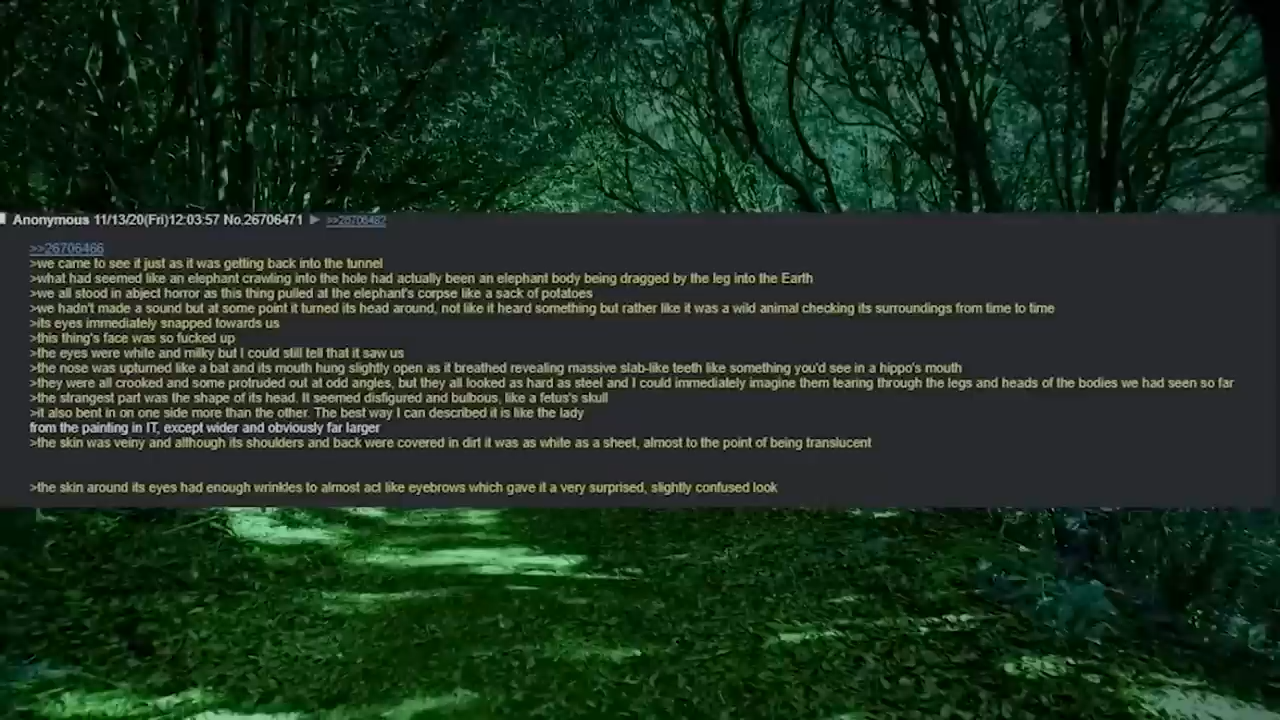 Anonymous 11/13/20(Fri)12:03:57 No.26706471 ▶ >>26706482
>>26706466
>we came to see it just as it was getting back into the tunnel
>what had seemed like an elephant crawling into the hole had actually been an elephant body being dragged by the leg into the Earth
>we all stood in abject horror as this thing pulled at the elephant's corpse like a sack of potatoes
>we hadn't made a sound but at some point it turned its head around, not like it heard something but rather like it was a wild animal checking its surroundings from time to time
>its eyes immediately snapped towards us
>this thing's face was so fucked up
>the eyes were white and milky but I could still tell that it saw us
>the nose was upturned like a bat and its mouth hung slightly open as it breathed revealing massive slab-like teeth like something you'd see in a hippo's mouth
>they were all crooked and some protruded out at odd angles, but they all looked as hard as steel and I could immediately imagine them tearing through the legs and heads of the bodies we had seen so far
>the strangest part was the shape of its head. It seemed disfigured and bulbous, like a fetus's skull
>it also bent in on one side more than the other. The best way I can described it is like the lady
from the painting in IT, except wider and obviously far larger
>the skin was veiny and although its shoulders and back were covered in dirt it was as white as a sheet, almost to the point of being translucent
>the skin around its eyes had enough wrinkles to almost act like eyebrows which gave it a very surprised, slightly confused look